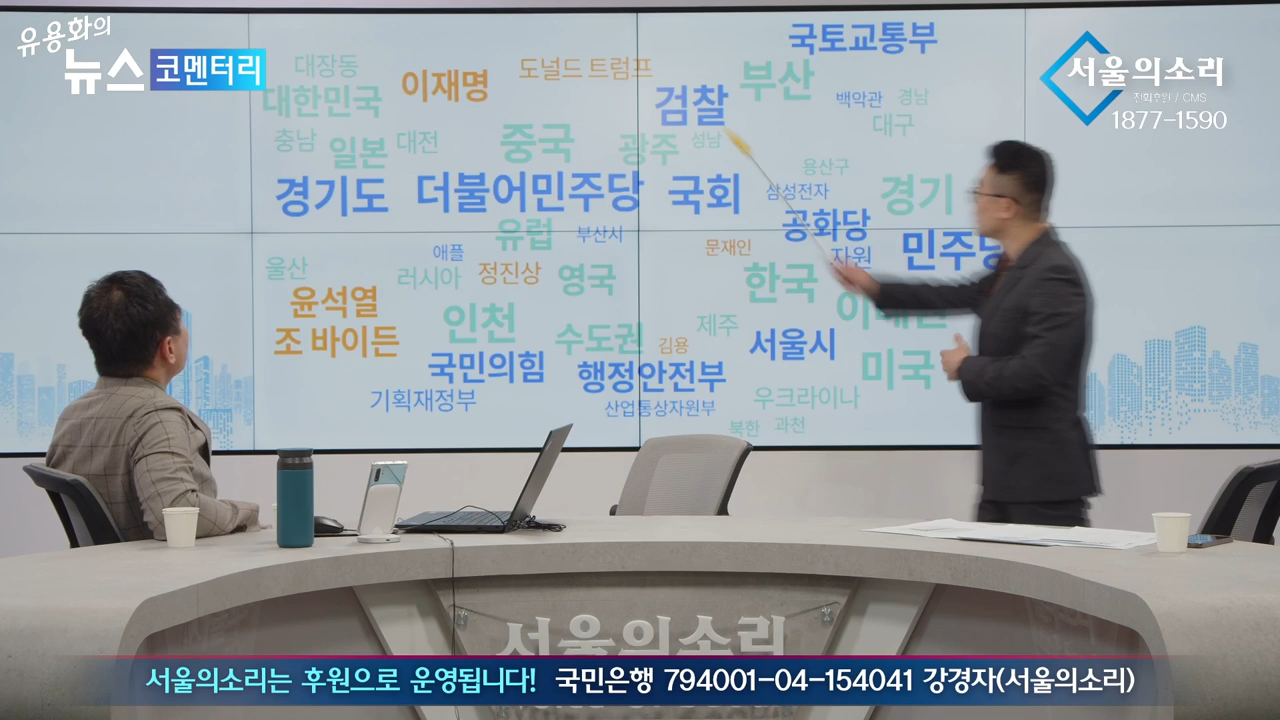 유용화의
뉴스 코멘터리
서울의소리
전화후원 / CMS
1877-1590
국토교통부
대장동
이재명
도널드 트럼프
부산
대한민국
검찰
백악관
경남
대구
충남
일본
대전
중국
광주
성남
용산구
경기도
더불어민주당
국회
삼성전자
경기
공화당
유럽
부산시
애플
문재인
자원
울산
러시아
정진상
영국
한국
윤석열
인천
제주
조 바이든
수도권
김용
서울시
미국
국민의힘
행정안전부
기획재정부
산업통상자원부
우크라이나
북한
과천
서울의소리
서울의소리는 후원으로 운영됩니다! 국민은행 794001-04-154041 강경자(서울의소리)